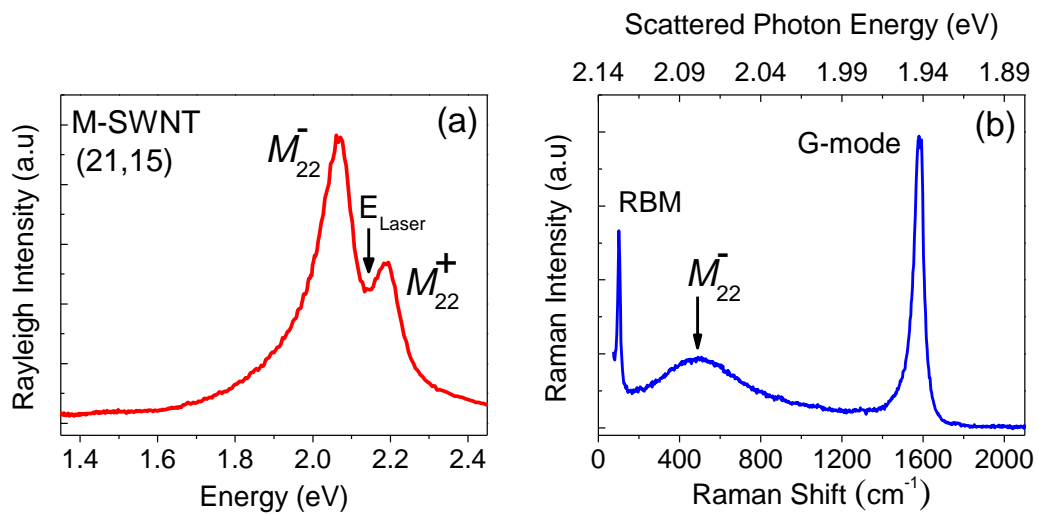 M-SWNT
(21,15)
(a)
M22-
ELaser
M22+
Rayleigh Intensity (a.u)
1.4 1.6 1.8 2.0 2.2 2.4
Energy (eV)
Scattered Photon Energy (eV)
2.14 2.09 2.04 1.99 1.94 1.89
(b)
G-mode
RBM
M22-
Raman Intensity (a.u)
0 400 800 1200 1600 2000
Raman Shift (cm-1)